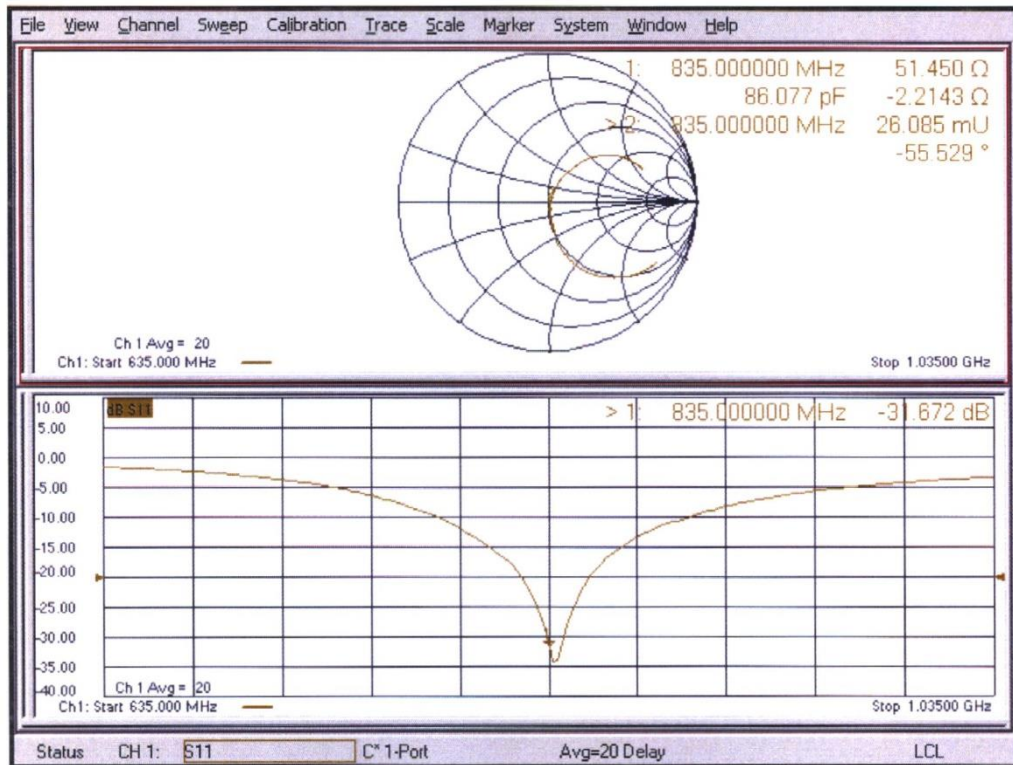 File View Channel Sweep Calibration Trace Scale Marker System Window Help
1: 835.000000 MHz 51.450 Ω
86.077 pF -2.2143 Ω
> 2: 835.000000 MHz 26.085 mU
-55.529 °
Ch 1 Avg = 20
Ch1: Start 635.000 MHz
Stop 1.03500 GHz
10.00
dB S11
> 1: 835.000000 MHz -31.672 dB
5.00
0.00
-5.00
-10.00
-15.00
-20.00
-25.00
-30.00
-35.00
-40.00
Ch 1 Avg = 20
Ch1: Start 635.000 MHz
Stop 1.03500 GHz
Status CH 1: S11 C* 1-Port Avg=20 Delay LCL